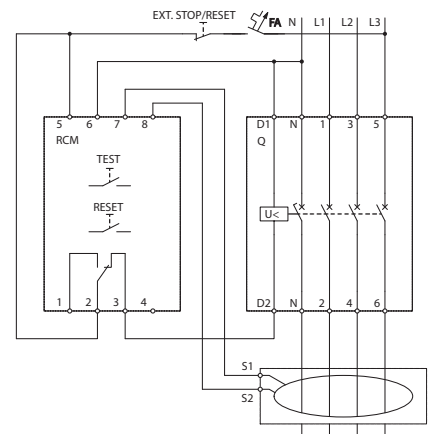 EXT. STOP/RESET FA N L1 L2 L3
5 6 7 8 D1 N 1 3 5
RCM Q
TEST
RESET
U<
1 2 3 4 D2 N 2 4 6
S1
S2